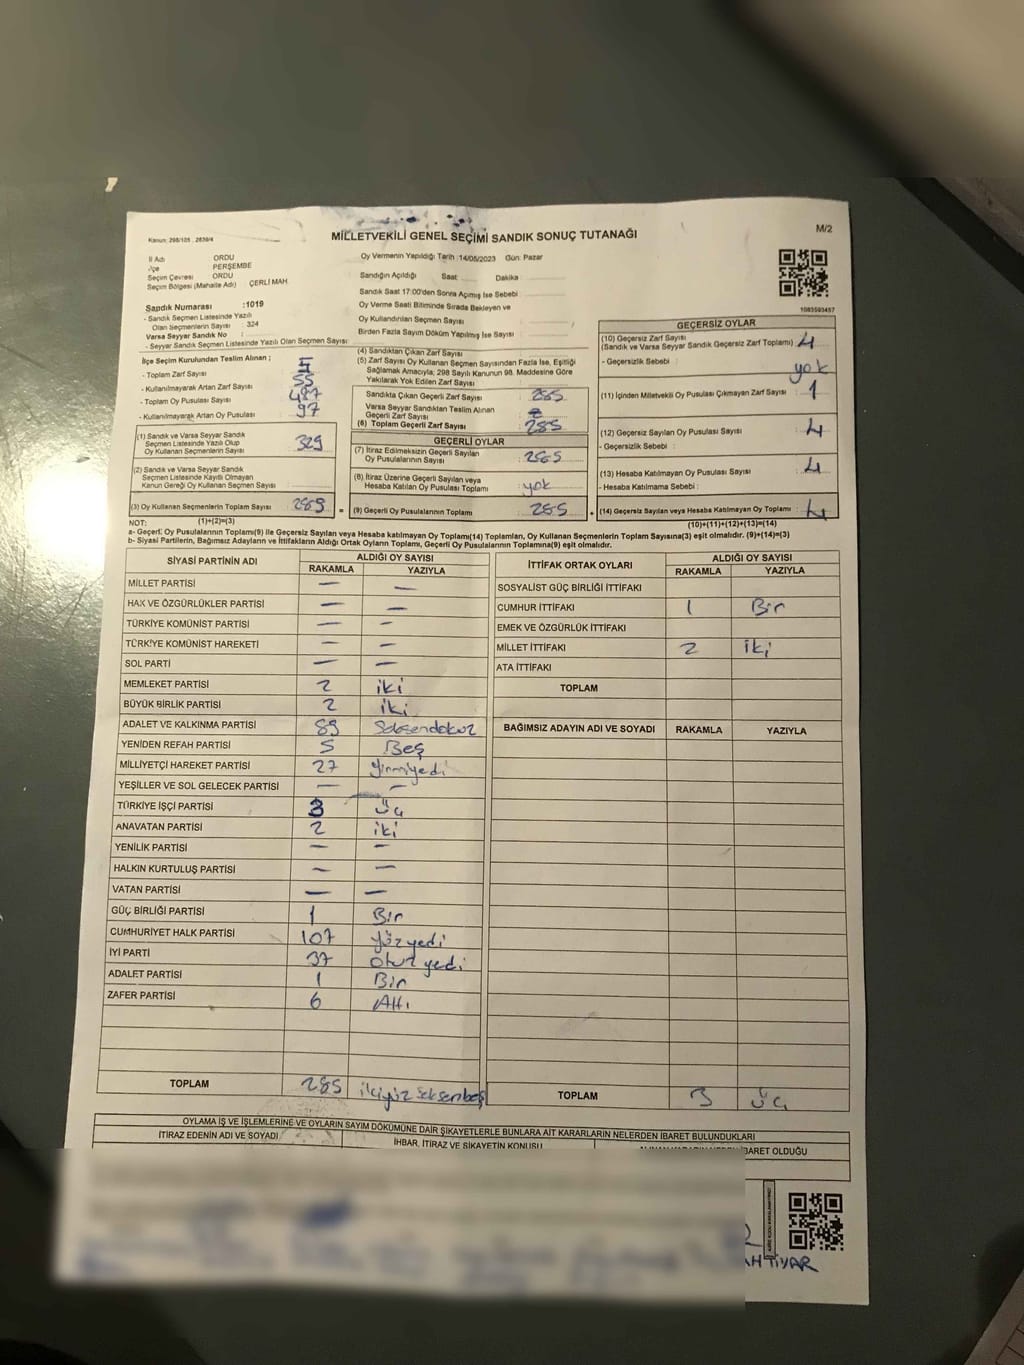 MİLLETVEKİLİ GENEL SEÇİMİ SANDIK SONUÇ TUTANAĞI
M/2
Kanun: 298/105 , 2839/4
İl Adı ORDU
İlçe PERŞEMBE
Seçim Çevresi ORDU
Seçim Bölgesi (Mahalle Adı) ÇERLİ MAH
Sandık Numarası :1019
- Sandık Seçmen Listesinde Yazılı
Olan Seçmenlerin Sayısı : 324
Varsa Seyyar Sandık No :
- Seyyar Sandık Seçmen Listesinde Yazılı Olan Seçmen Sayısı:
İlçe Seçim Kurulundan Teslim Alınan ;
- Toplam Zarf Sayısı
- Kullanılmayarak Artan Zarf Sayısı 55
- Toplam Oy Pusulası Sayısı
- Kullanılmayarak Artan Oy Pusulası 97
(1) Sandık ve Varsa Seyyar Sandık
Seçmen Listesinde Yazılı Olup
Oy Kullanan Seçmenlerin Sayısı 329
(2) Sandık ve Varsa Seyyar Sandık
Seçmen Listesinde Kayıtlı Olmayan
Kanun Gereği Oy Kullanan Seçmen Sayısı
(3) Oy Kullanan Seçmenlerin Toplam Sayısı 289 =
Oy Vermenin Yapıldığı Tarih :14/05/2023 Gün: Pazar
Sandığın Açıldığı Saat Dakika :
Sandık Saat 17:00'den Sonra Açımış İse Sebebi :
Oy Verme Saati Bitiminde Sırada Bekleyen ve
Oy Kullandırılan Seçmen Sayısı :
Birden Fazla Sayım Döküm Yapılmış İse Sayısı :
(4) Sandıktan Çıkan Zarf Sayısı :
(5) Zarf Sayısı Oy Kullanan Seçmen Sayısından Fazla İse, Eşitliği
Sağlamak Amacıyla; 298 Sayılı Kanunun 98. Maddesine Göre
Yakılarak Yok Edilen Zarf Sayısı :
Sandıkta Çıkan Geçerli Zarf Sayısı : 285
Varsa Seyyar Sandıktan Teslim Alınan
Geçerli Zarf Sayısı :
(6) Toplam Geçerli Zarf Sayısı : 285
GEÇERLİ OYLAR
(7) İtiraz Edilmeksizin Geçerli Sayılan
Oy Pusulalarının Sayısı : 285
(8) İtiraz Üzerine Geçerli Sayılan veya
Hesaba Katılan Oy Pusulası Toplamı : yok
(9) Geçerli Oy Pusulalarının Toplamı : 285 +
1083593457
GEÇERSİZ OYLAR
(10) Geçersiz Zarf Sayısı
(Sandık ve Varsa Seyyar Sandık Geçersiz Zarf Toplamı) : 4
- Geçersizlik Sebebi : yok
(11) İçinden Milletvekili Oy Pusulası Çıkmayan Zarf Sayısı : 1
(12) Geçersiz Sayılan Oy Pusulası Sayısı : 4
- Geçersizlik Sebebi :
(13) Hesaba Katılmayan Oy Pusulası Sayısı : 4
- Hesaba Katılmama Sebebi :
(14) Geçersiz Sayılan veya Hesaba Katılmayan Oy Toplamı : 4
NOT: (1)+(2)=(3) (10)+(11)+(12)+(13)=(14)
a- Geçerli Oy Pusulalarının Toplamı(9) ile Geçersiz Sayılan veya Hesaba Katılmayan Oy Toplamı(14) Toplamları, Oy Kullanan Seçmenlerin Toplam Sayısına(3) eşit olmalıdır. (9)+(14)=(3)
b- Siyasi Partilerin, Bağımsız Adayların ve İttifakların Aldığı Ortak Oyların Toplamı, Geçerli Oy Pusulalarının Toplamına(9) eşit olmalıdır.
SİYASİ PARTİNİN ADI ALDIĞI OY SAYISI
RAKAMLA YAZIYLA
MİLLET PARTİSİ — —
HAK VE ÖZGÜRLÜKLER PARTİSİ — —
TÜRKİYE KOMÜNİST PARTİSİ — —
TÜRKİYE KOMÜNİST HAREKETİ — —
SOL PARTİ — —
MEMLEKET PARTİSİ 2 iki
BÜYÜK BİRLİK PARTİSİ 2 iki
ADALET VE KALKINMA PARTİSİ 89 Seksendokuz
YENİDEN REFAH PARTİSİ 5 Beş
MİLLİYETÇİ HAREKET PARTİSİ 27 yirmiyedi
YEŞİLLER VE SOL GELECEK PARTİSİ — —
TÜRKİYE İŞÇİ PARTİSİ 3 üç
ANAVATAN PARTİSİ 2 iki
YENİLİK PARTİSİ — —
HALKIN KURTULUŞ PARTİSİ — —
VATAN PARTİSİ — —
GÜÇ BİRLİĞİ PARTİSİ 1 Bir
CUMHURİYET HALK PARTİSİ 107 yüz yedi
İYİ PARTİ 37 otuz yedi
ADALET PARTİSİ 1 Bir
ZAFER PARTİSİ 6 Altı
TOPLAM 285 ikiyüz seksenbeş
İTTİFAK ORTAK OYLARI ALDIĞI OY SAYISI
RAKAMLA YAZIYLA
SOSYALİST GÜÇ BİRLİĞİ İTTİFAKI
CUMHUR İTTİFAKI 1 Bir
EMEK VE ÖZGÜRLÜK İTTİFAKI
MİLLET İTTİFAKI 2 iki
ATA İTTİFAKI
TOPLAM
BAĞIMSIZ ADAYIN ADI VE SOYADI RAKAMLA YAZIYLA
TOPLAM 3 üç
OYLAMA İŞ VE İŞLEMLERİNE VE OYLARIN SAYIM DÖKÜMÜNE DAİR ŞİKAYETLERLE BUNLARA AİT KARARLARIN NELERDEN İBARET BULUNDUKLARI
İTİRAZ EDENİN ADI VE SOYADI İHBAR, İTİRAZ VE ŞİKAYETİN KONUSU İBARET OLDUĞU